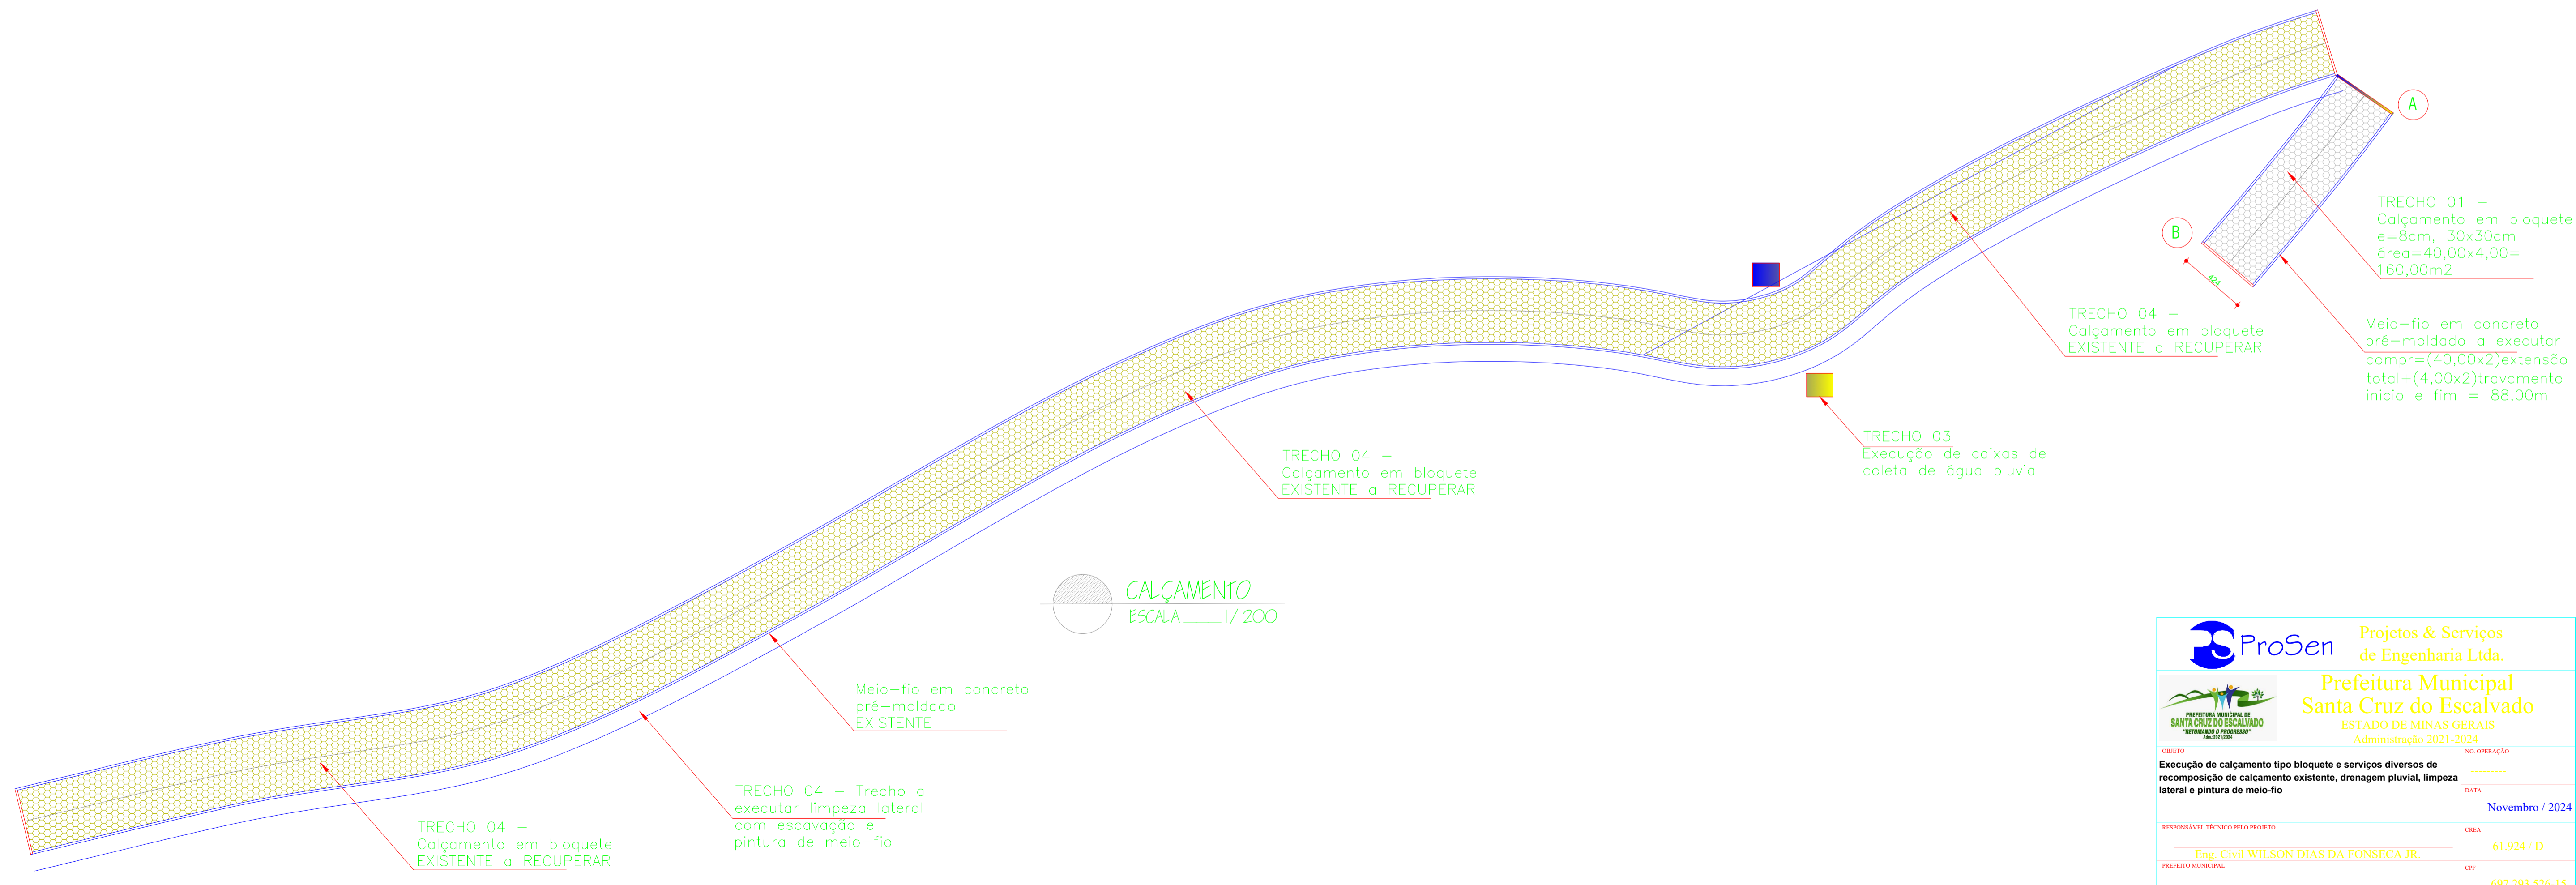 A
B
424
TRECHO 01 -
Calçamento em bloquete
e=8cm, 30x30cm
área=40,00x4,00=
160,00m2
Meio-fio em concreto
pré-moldado a executar
compr=(40,00x2)extensão
total+(4,00x2)travamento
inicio e fim = 88,00m
TRECHO 04 -
Calçamento em bloquete
EXISTENTE a RECUPERAR
TRECHO 03
Execução de caixas de
coleta de água pluvial
TRECHO 04 -
Calçamento em bloquete
EXISTENTE a RECUPERAR
CALÇAMENTO
ESCALA ____ 1/200
Meio-fio em concreto
pré-moldado
EXISTENTE
TRECHO 04 - Trecho a
executar limpeza lateral
com escavação e
pintura de meio-fio
TRECHO 04 -
Calçamento em bloquete
EXISTENTE a RECUPERAR
PS ProSen
Projetos & Serviços
de Engenharia Ltda.
PREFEITURA MUNICIPAL DE
SANTA CRUZ DO ESCALVADO
"RETOMANDO O PROGRESSO"
Adm.:2021/2024
Prefeitura Municipal
Santa Cruz do Escalvado
ESTADO DE MINAS GERAIS
Administração 2021-2024
OBJETO
Execução de calçamento tipo bloquete e serviços diversos de
recomposição de calçamento existente, drenagem pluvial, limpeza
lateral e pintura de meio-fio
NO. OPERAÇÃO
---------
DATA
Novembro / 2024
RESPONSÁVEL TÉCNICO PELO PROJETO
Eng. Civil WILSON DIAS DA FONSECA JR.
CREA
61.924 / D
PREFEITO MUNICIPAL
CPF